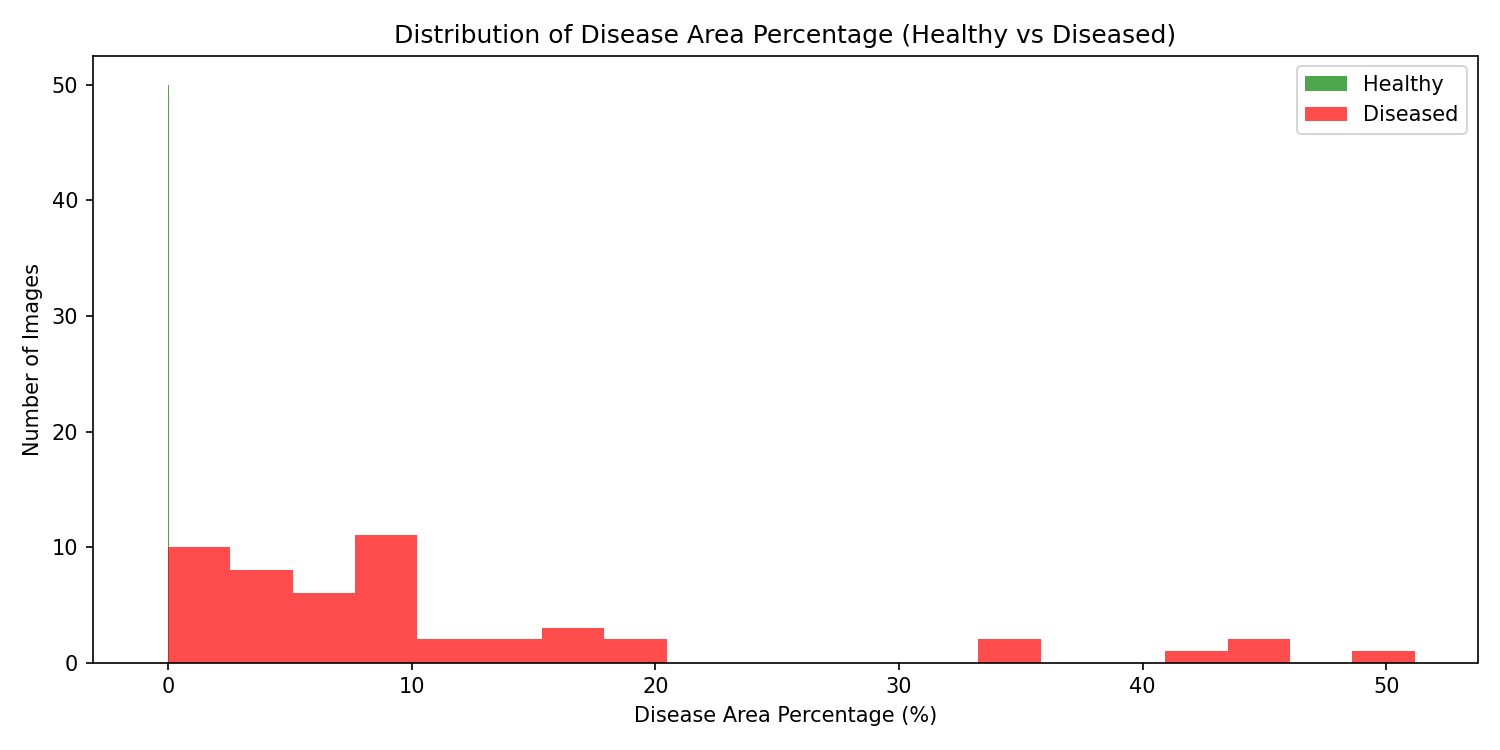 Distribution of Disease Area Percentage (Healthy vs Diseased)
Healthy
Diseased
Number of Images
50
40
30
20
10
0
0 10 20 30 40 50
Disease Area Percentage (%)